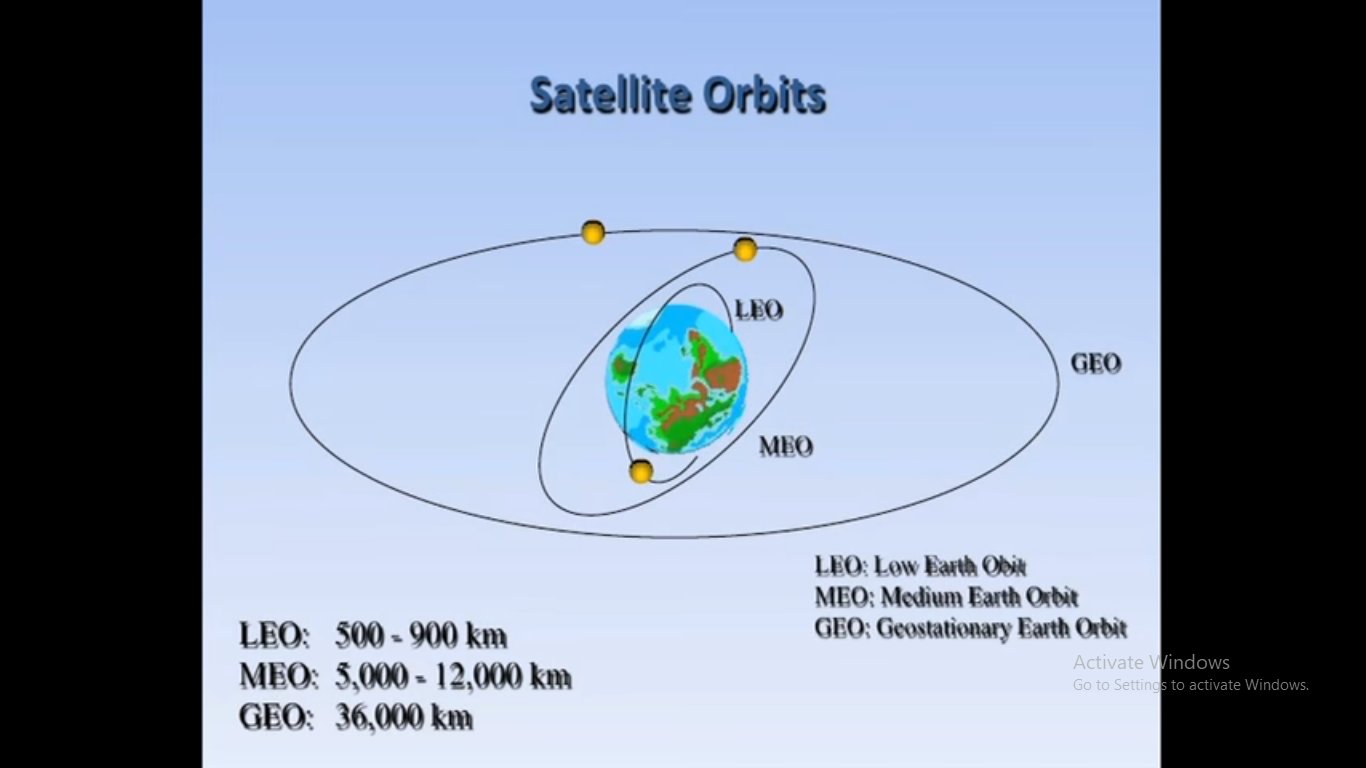 Satellite Orbits
LEO
GEO
MEO
LEO: Low Earth Obit
MEO: Medium Earth Orbit
GEO: Geostationary Earth Orbit
LEO: 500 - 900 km
MEO: 5,000 - 12,000 km
GEO: 36,000 km
Activate Windows
Go to Settings to activate Windows.